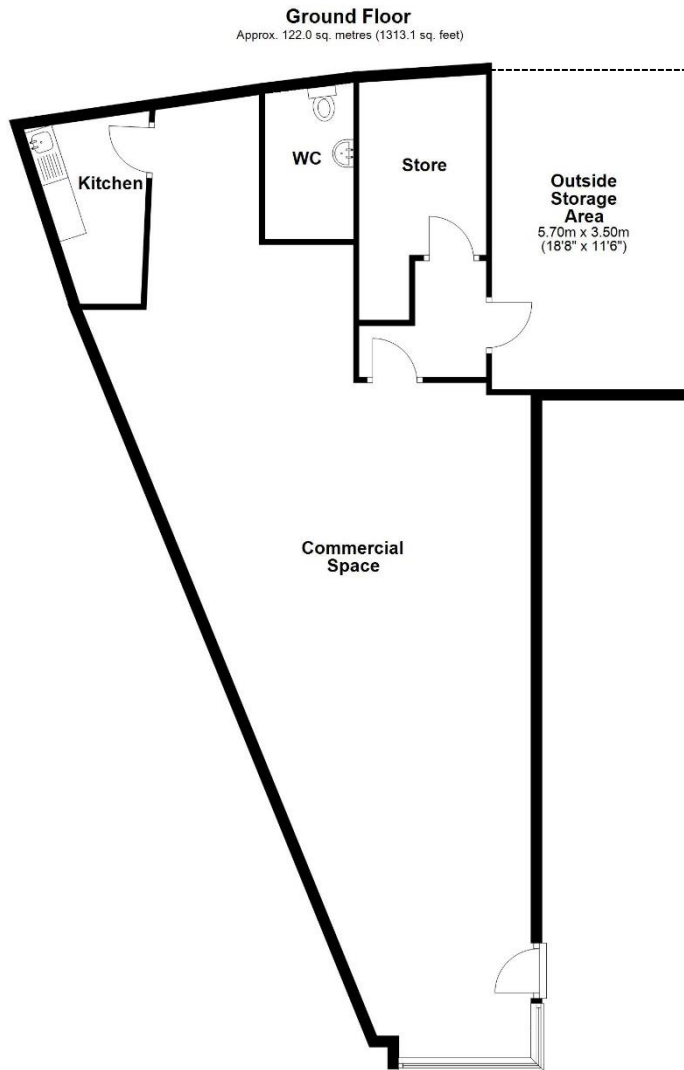 Ground Floor
Approx. 122.0 sq. metres (1313.1 sq. feet)
Kitchen
WC
Store
Outside
Storage
Area
5.70m x 3.50m
(18'8" x 11'6")
Commercial
Space